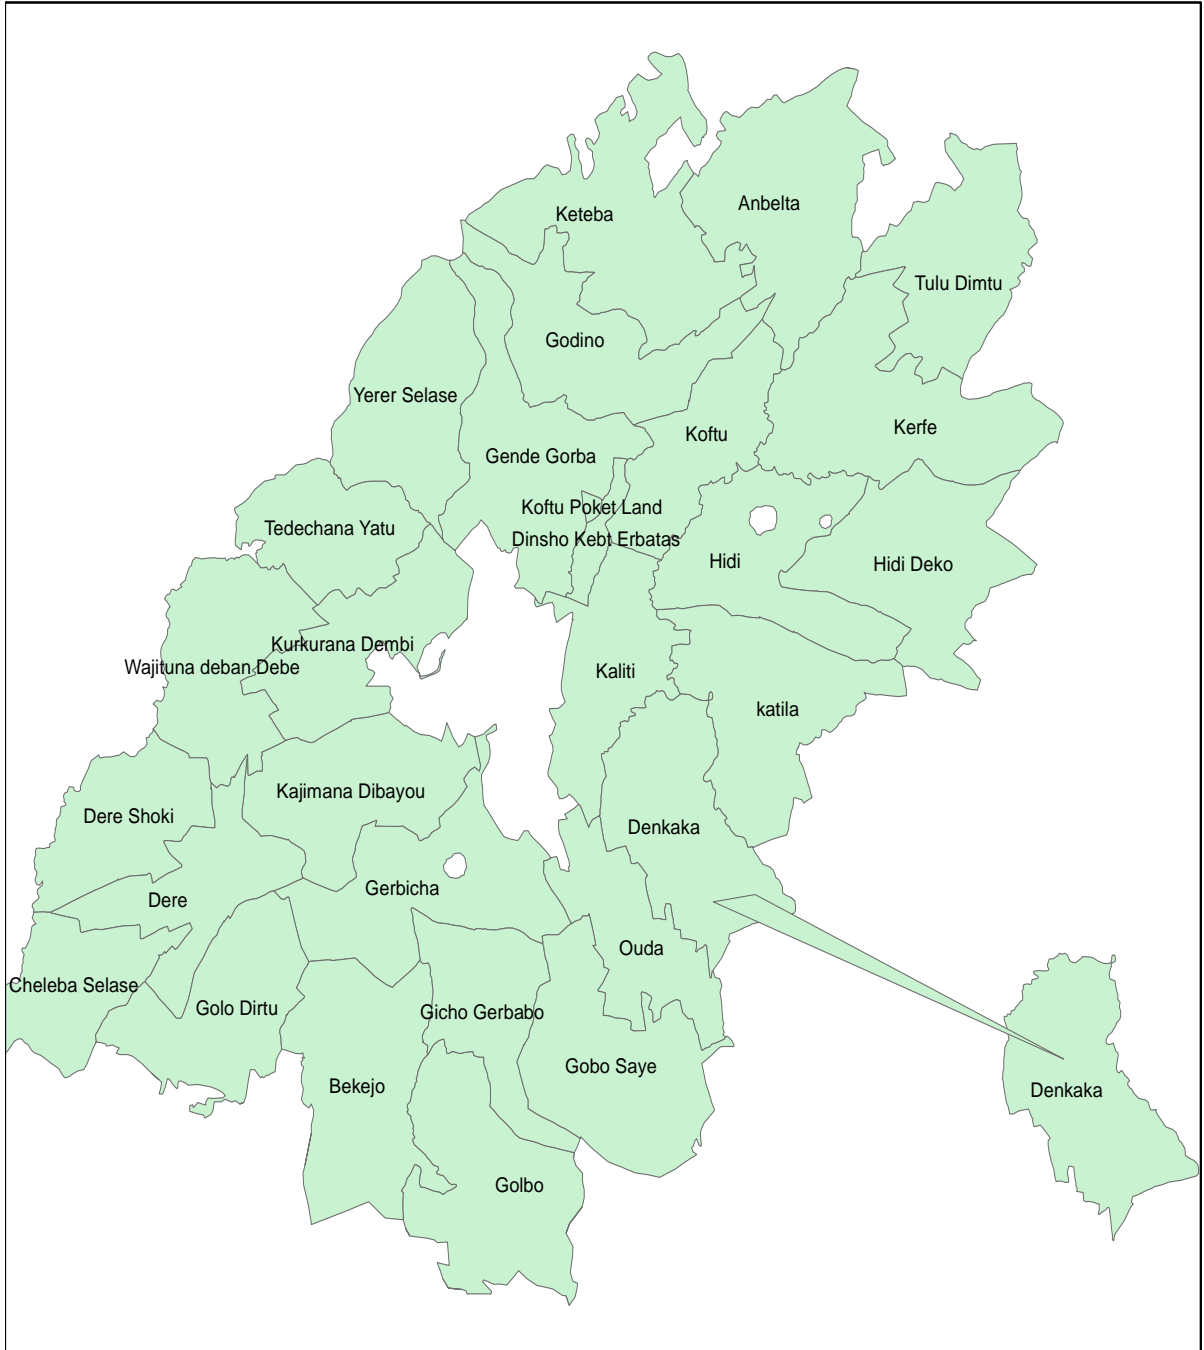 Anbelta
Keteba
Tulu Dimtu
Godino
Yerer Selase
Kerfe
Koftu
Gende Gorba
Koftu Poket Land
Tedechana Yatu
Dinsho Kebt Erbatas
Hidi
Hidi Deko
Kurkurana Dembi
Wajituna deban Debe
Kaliti
katila
Kajimana Dibayou
Dere Shoki
Denkaka
Gerbicha
Dere
Ouda
Cheleba Selase
Golo Dirtu
Gicho Gerbabo
Gobo Saye
Bekejo
Denkaka
Golbo